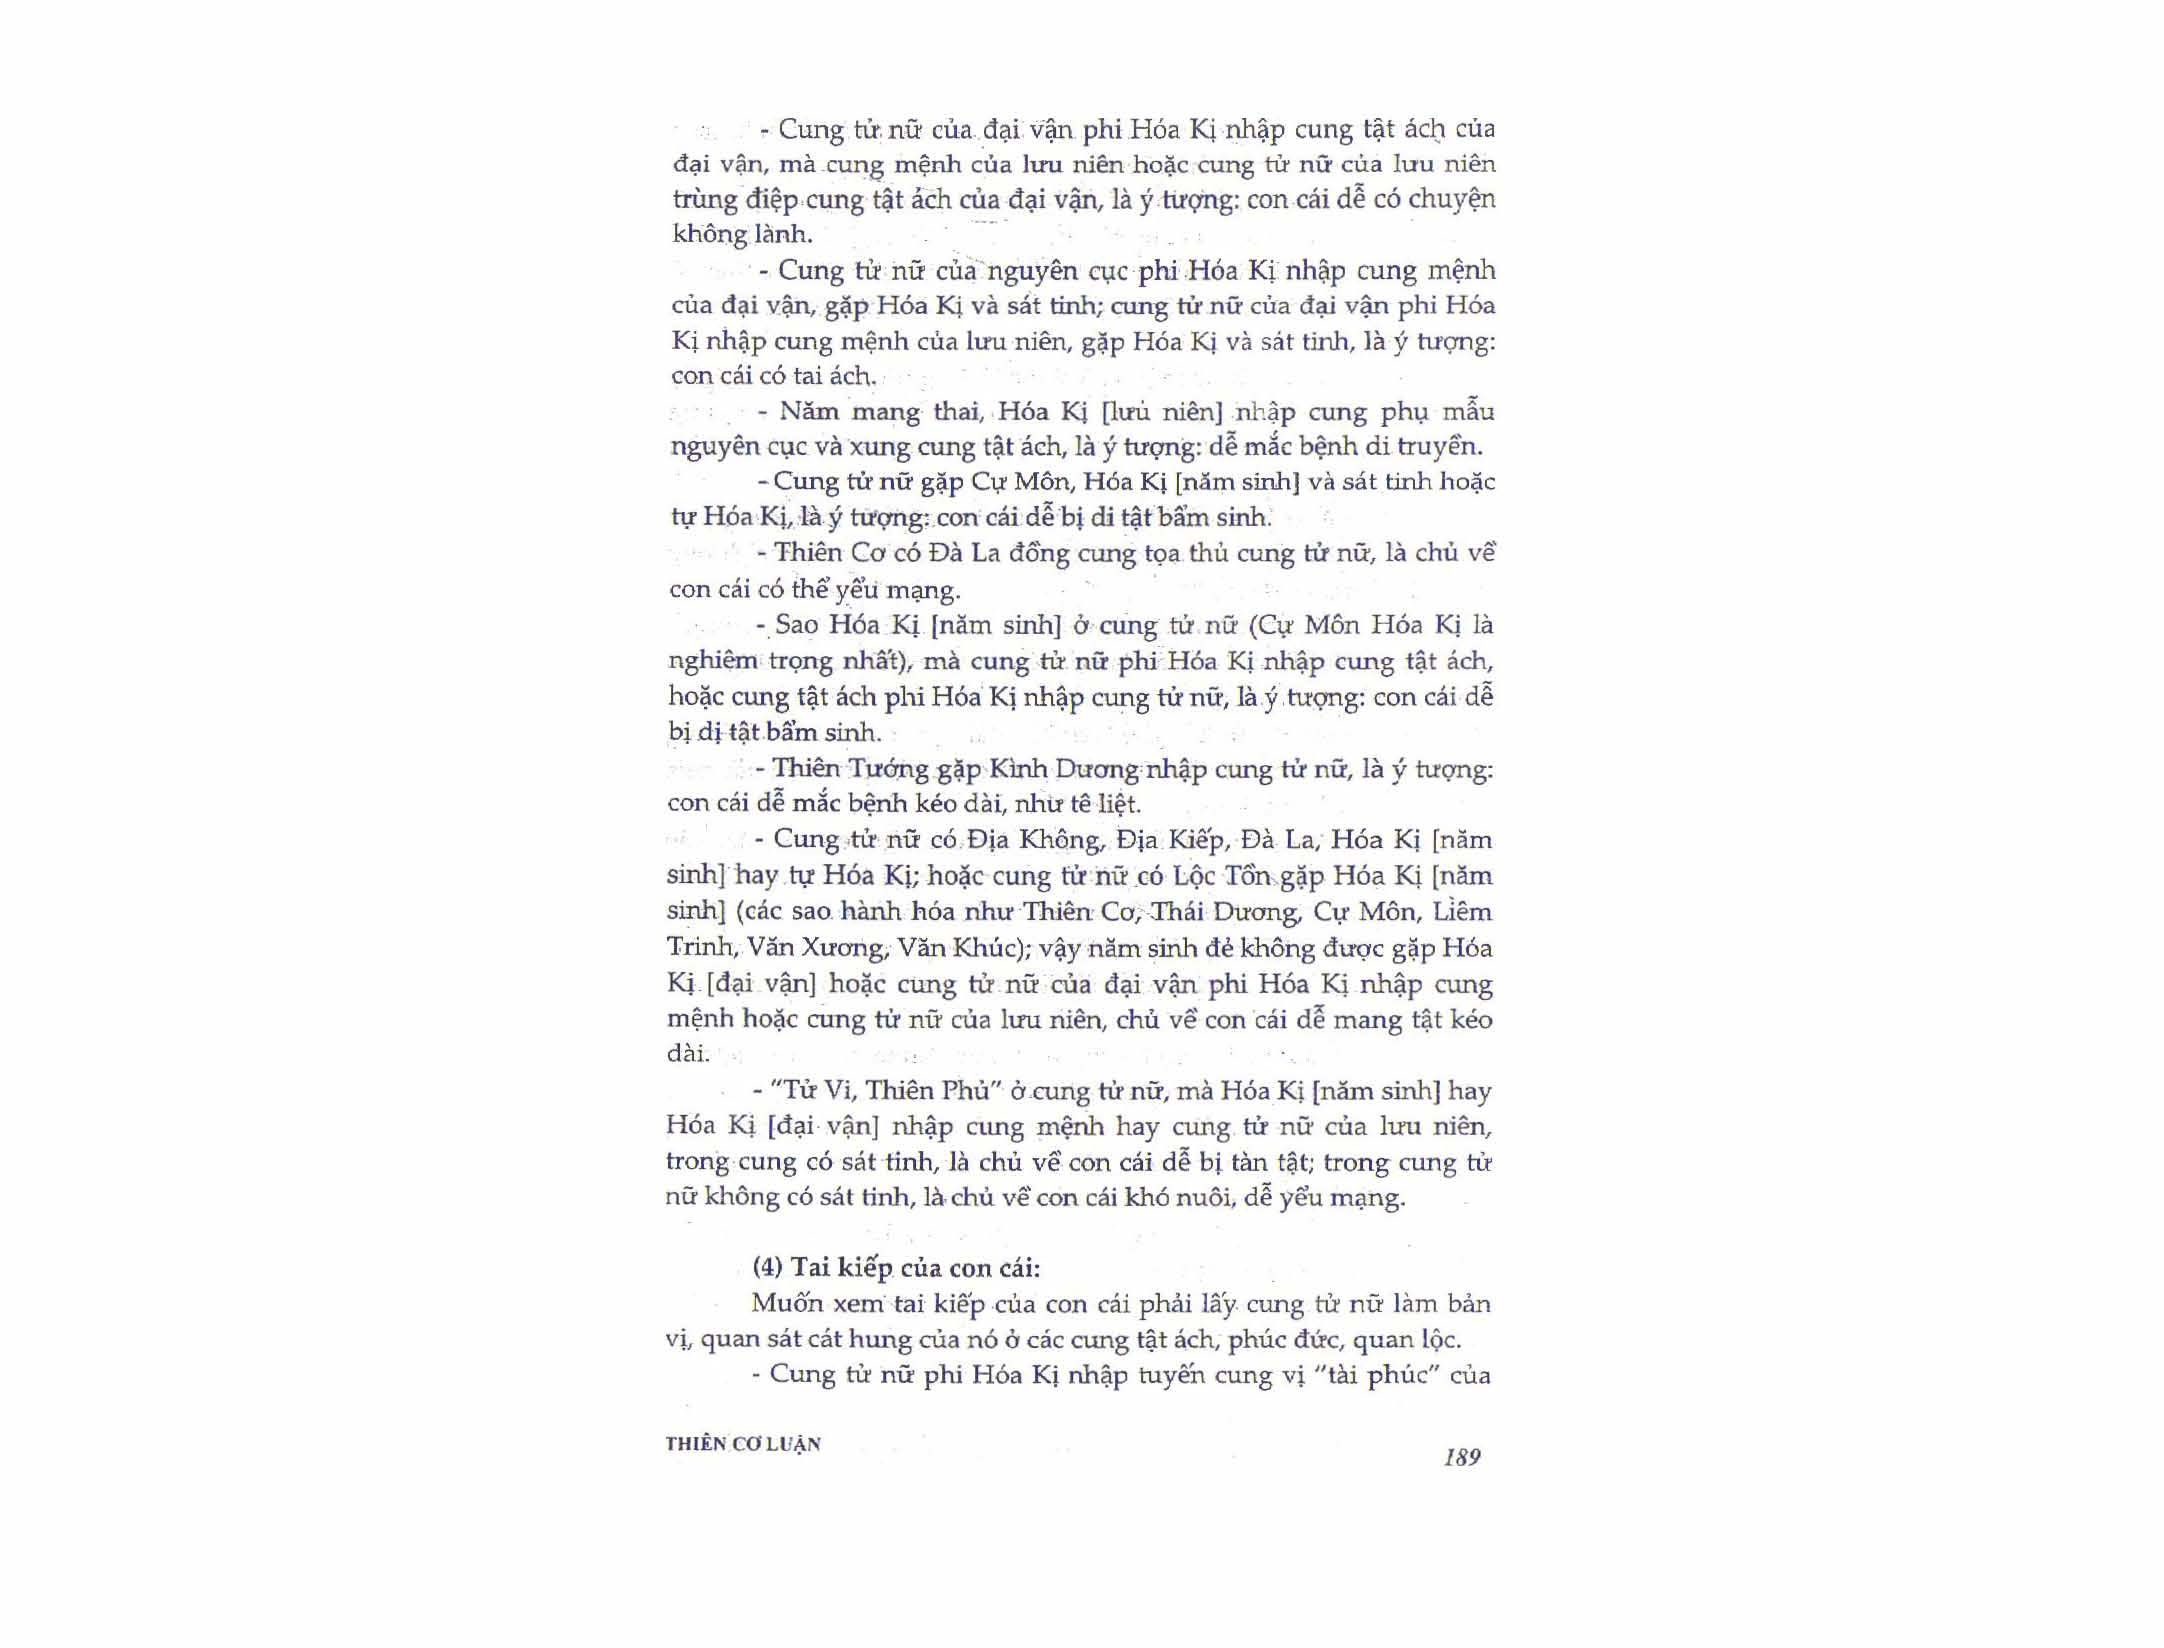 - Cung tử nữ của đại vận phi Hóa Kị nhập cung tật ách của
đại vận, mà cung mệnh của lưu niên hoặc cung tử nữ của lưu niên
trùng điệp cung tật ách của đại vận, là ý tượng: con cái dễ có chuyện
không lành.
- Cung tử nữ của nguyên cục phi Hóa Kị nhập cung mệnh
của đại vận, gặp Hóa Kị và sát tinh; cung tử nữ của đại vận phi Hóa
Kị nhập cung mệnh của lưu niên, gặp Hóa Kị và sát tinh, là ý tượng:
con cái có tai ách.
- Năm mang thai, Hóa Kị [lưu niên] nhập cung phụ mẫu
nguyên cục và xung cung tật ách, là ý tượng: dễ mắc bệnh di truyền.
- Cung tử nữ gặp Cự Môn, Hóa Kị [năm sinh] và sát tinh hoặc
tự Hóa Kị, là ý tượng: con cái dễ bị di tật bẩm sinh.
- Thiên Cơ có Đà La đồng cung tọa thủ cung tử nữ, là chủ về
con cái có thể yểu mạng.
- Sao Hóa Kị [năm sinh] ở cung tử nữ (Cự Môn Hóa Kị là
nghiêm trọng nhất), mà cung tử nữ phi Hóa Kị nhập cung tật ách,
hoặc cung tật ách phi Hóa Kị nhập cung tử nữ, là ý tượng: con cái dễ
bị dị tật bẩm sinh.
- Thiên Tướng gặp Kình Dương nhập cung tử nữ, là ý tượng:
con cái dễ mắc bệnh kéo dài, như tê liệt.
- Cung tử nữ có Địa Không, Địa Kiếp, Đà La, Hóa Kị [năm
sinh] hay tự Hóa Kị; hoặc cung tử nữ có Lộc Tồn gặp Hóa Kị [năm
sinh] (các sao hành hóa như Thiên Cơ, Thái Dương, Cự Môn, Liêm
Trinh, Văn Xương, Văn Khúc); vậy năm sinh đẻ không được gặp Hóa
Kị [đại vận] hoặc cung tử nữ của đại vận phi Hóa Kị nhập cung
mệnh hoặc cung tử nữ của lưu niên, chủ về con cái dễ mang tật kéo
dài.
- "Tử Vi, Thiên Phủ" ở cung tử nữ, mà Hóa Kị [năm sinh] hay
Hóa Kị [đại vận] nhập cung mệnh hay cung tử nữ của lưu niên,
trong cung có sát tinh, là chủ về con cái dễ bị tàn tật; trong cung tử
nữ không có sát tinh, là chủ về con cái khó nuôi, dễ yểu mạng.
(4) Tai kiếp của con cái:
Muốn xem tai kiếp của con cái phải lấy cung tử nữ làm bản
vị, quan sát cát hung của nó ở các cung tật ách, phúc đức, quan lộc.
- Cung tử nữ phi Hóa Kị nhập tuyến cung vị "tài phúc" của
THIÊN CƠ LUẬN
189